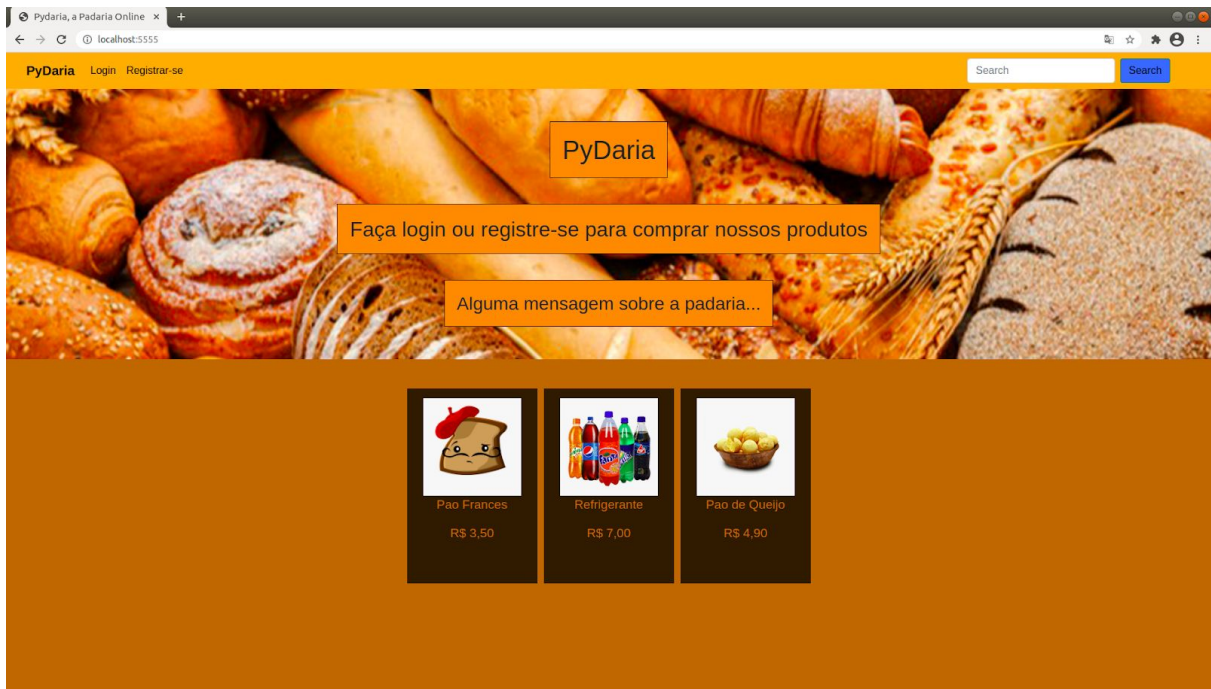 Pydaria, a Padaria Online
localhost:5555
PyDaria Login Registrar-se Search Search
PyDaria
Faça login ou registre-se para comprar nossos produtos
Alguma mensagem sobre a padaria...
Pao Frances Refrigerante Pao de Queijo
R$ 3,50 R$ 7,00 R$ 4,90